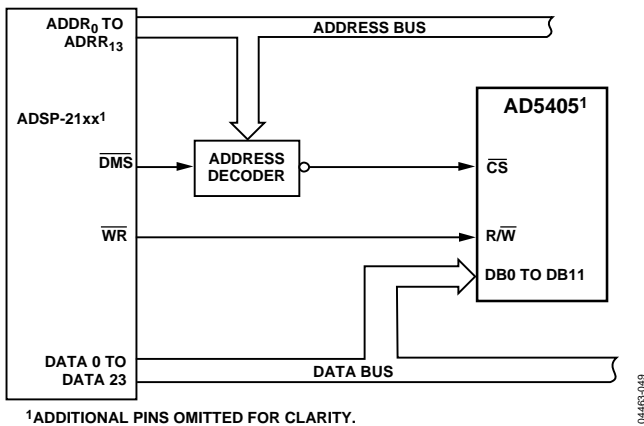 ADDR0 TO
ADRR13
ADDRESS BUS
ADSP-21xx1
AD54051
DMS
ADDRESS
DECODER
CS
WR
R/W
DB0 TO DB11
DATA 0 TO
DATA 23
DATA BUS
1ADDITIONAL PINS OMITTED FOR CLARITY.
04463-049